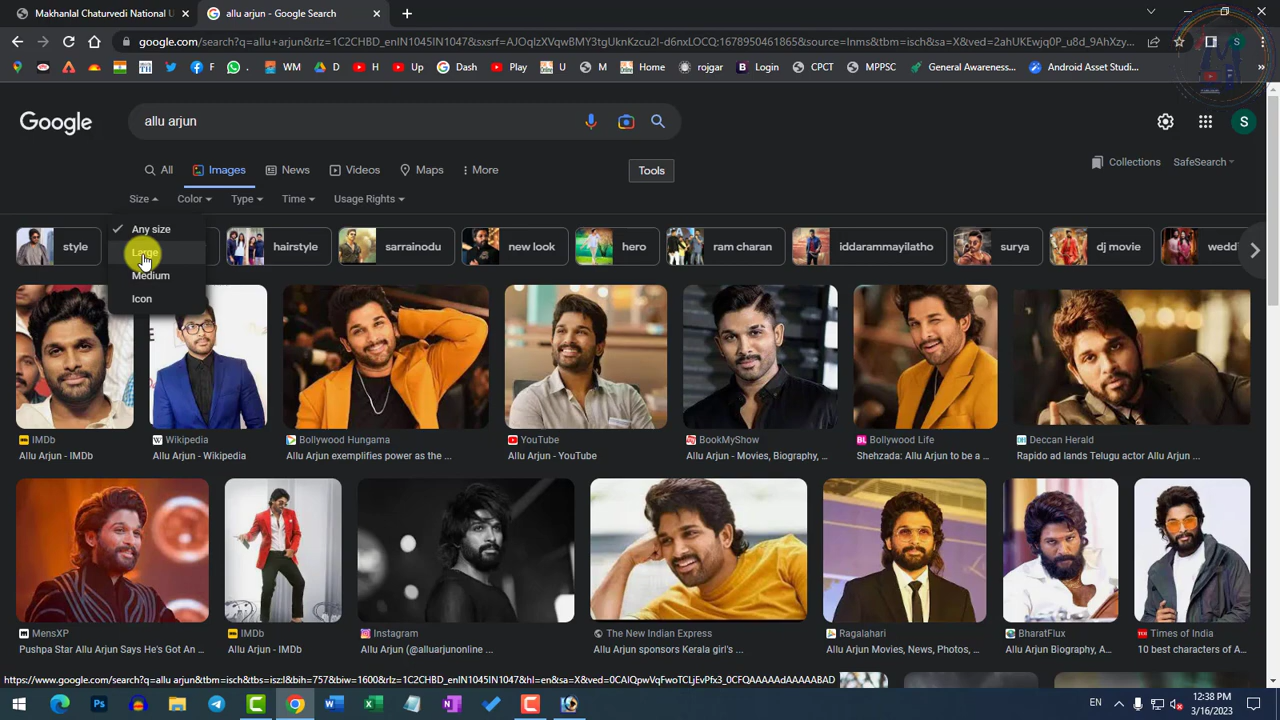 Makhanlal Chaturvedi National U
allu arjun - Google Search
google.com/search?q=allu+arjun&rlz=1C2CHBD_enIN1045IN1047&sxsrf=AJOqlzXVqwBMY3tgUknKzcu2I-d6nxLOCQ:1678950461865&source=lnms&tbm=isch&sa=X&ved=2ahUKEwjq0P_u8d_9AhXzy...
F
.
WM
D
H
Up
Dash
Play
U
M
Home
rojgar
Login
CPCT
MPPSC
General Awareness...
Android Asset Studi...
Google
allu arjun
S
All
Images
News
Videos
Maps
More
Tools
Collections
SafeSearch
Size
Color
Type
Time
Usage Rights
Any size
Large
Medium
Icon
style
hairstyle
sarrainodu
new look
hero
ram charan
iddarammayilatho
surya
dj movie
wedd
IMDb
Allu Arjun - IMDb
Wikipedia
Allu Arjun - Wikipedia
Bollywood Hungama
Allu Arjun exemplifies power as the ...
YouTube
Allu Arjun - YouTube
BookMyShow
Allu Arjun - Movies, Biography, ...
Bollywood Life
Shehzada: Allu Arjun to be a ...
Deccan Herald
Rapido ad lands Telugu actor Allu Arjun ...
MensXP
Pushpa Star Allu Arjun Says He's Got An ...
IMDb
Allu Arjun - IMDb
Instagram
Allu Arjun (@alluarjunonline ...
The New Indian Express
Allu Arjun sponsors Kerala girl's ...
Ragalahari
Allu Arjun Movies, News, Photos, ...
BharatFlux
Allu Arjun Biography, A...
Times of India
10 best characters of A...
https://www.google.com/search?q=allu arjun&tbm=isch&tbs=iszl&bih=757&biw=1600&rlz=1C2CHBD_enIN1045IN1047&hl=en&sa=X&ved=0CAIQpwVqFwoTCLjEvPfx3_0CFQAAAAAdAAAAABAD
EN
12:38 PM
3/16/2023